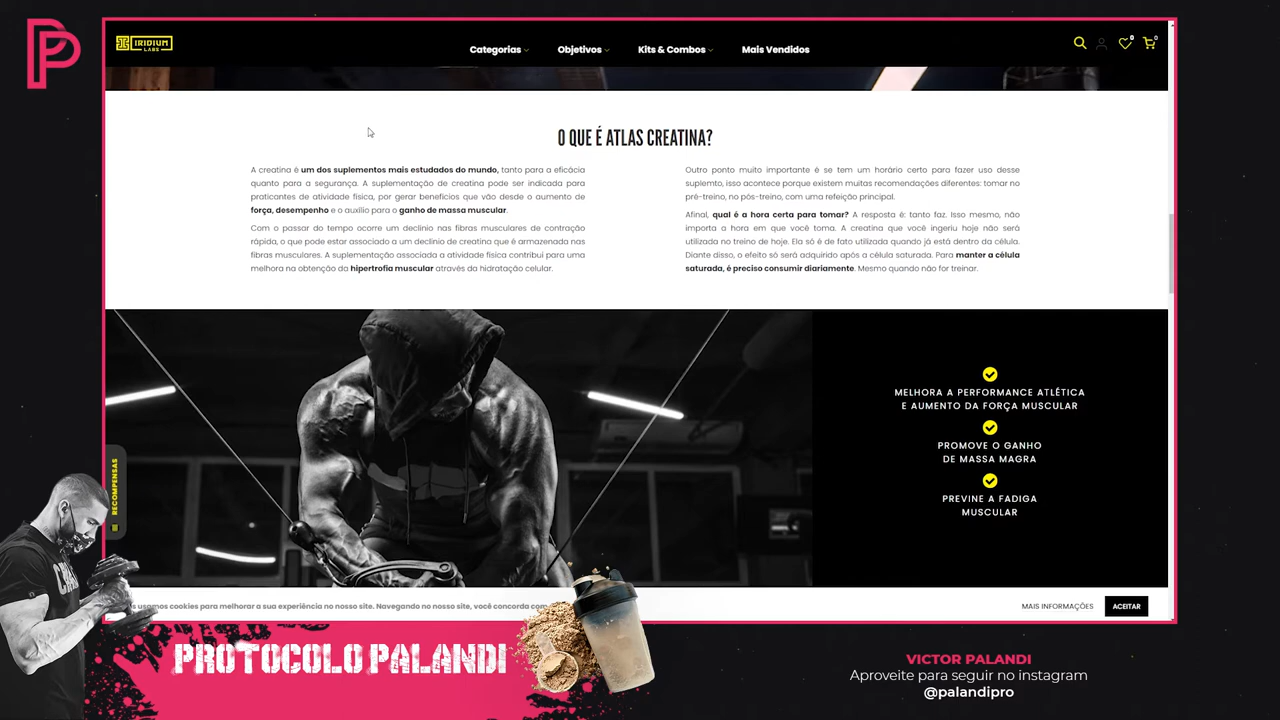 IRIDIUM
LABS
Categorias
Objetivos
Kits & Combos
Mais Vendidos
0
0
O QUE É ATLAS CREATINA?
A creatina é um dos suplementos mais estudados do mundo, tanto para a eficácia
quanto para a segurança. A suplementação de creatina pode ser indicada para
praticantes de atividade física, por gerar benefícios que vão desde o aumento de
força, desempenho e o auxílio para o ganho de massa muscular.
Com o passar do tempo ocorre um declínio nas fibras musculares de contração
rápida, o que pode estar associado a um declínio de creatina que é armazenada nas
fibras musculares. A suplementação associada a atividade física contribui para uma
melhora na obtenção da hipertrofia muscular através da hidratação celular.
Outro ponto muito importante é se tem um horário certo para fazer uso desse
suplemto, isso acontece porque existem muitas recomendações diferentes: tomar no
pré-treino, no pós-treino, com uma refeição principal.
Afinal, qual é a hora certa para tomar? A resposta é: tanto faz. Isso mesmo, não
importa a hora em que você toma. A creatina que você ingeriu hoje não será
utilizada no treino de hoje. Ela só é de fato utilizada quando já está dentro da célula.
Diante disso, o efeito só será adquirido após a célula saturada. Para manter a célula
saturada, é preciso consumir diariamente. Mesmo quando não for treinar.
MELHORA A PERFORMANCE ATLÉTICA
E AUMENTO DA FORÇA MUSCULAR
PROMOVE O GANHO
DE MASSA MAGRA
PREVINE A FADIGA
MUSCULAR
RECOMPENSAS
usamos cookies para melhorar a sua experiência no nosso site. Navegando no nosso site, você concorda com
MAIS INFORMAÇÕES
ACEITAR
PROTOCOLO PALANDI
VICTOR PALANDI
Aproveite para seguir no instagram
@palandipro